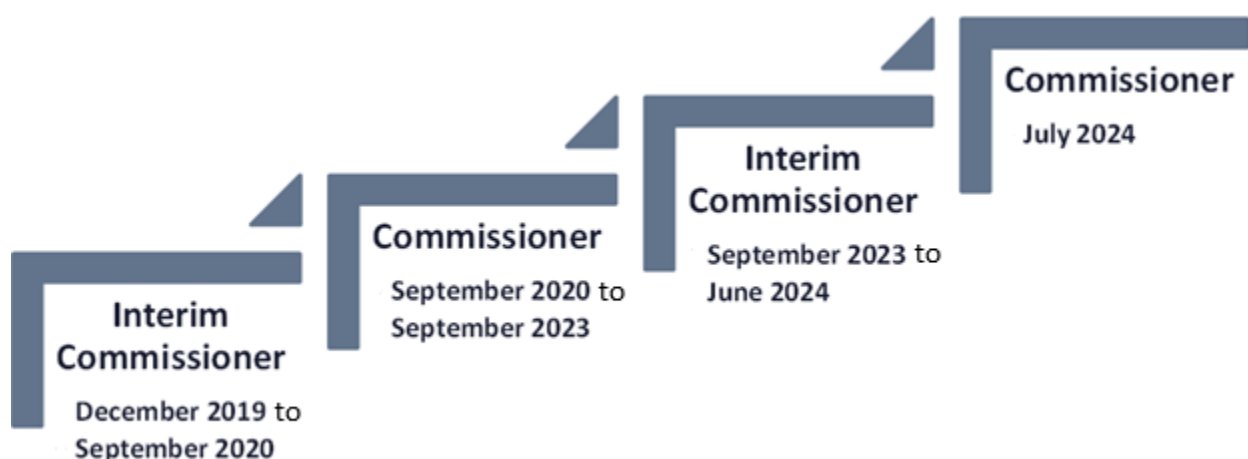 Interim
Commissioner
December 2019 to
September 2020
Commissioner
September 2020 to
September 2023
Interim
Commissioner
September 2023 to
June 2024
Commissioner
July 2024